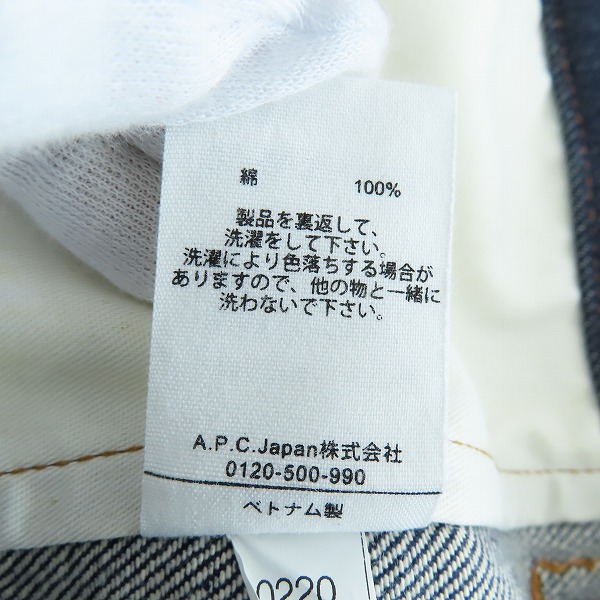 綿 100%
製品を裏返して、
洗濯をして下さい。
洗濯により色落ちする場合が
ありますので、他の物と一緒に
洗わないで下さい。
A.P.C.Japan株式会社
0120-500-990
ベトナム製
0220